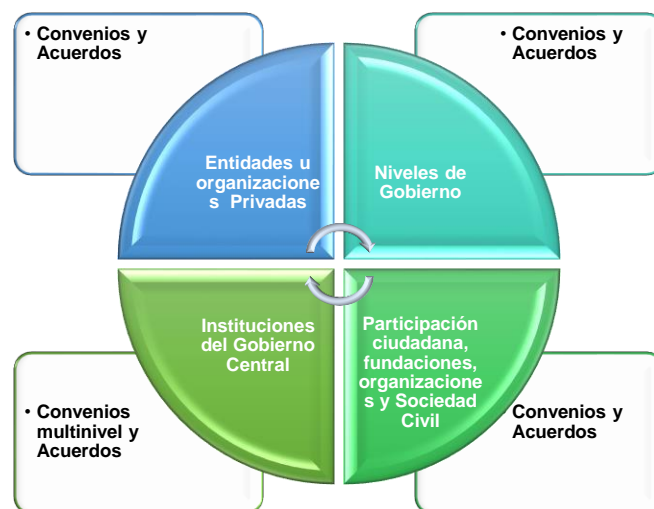 • Convenios y
Acuerdos
• Convenios y
Acuerdos
Entidades u
organizacione
s Privadas
Niveles de
Gobierno
Instituciones
del Gobierno
Central
Participación
ciudadana,
fundaciones,
organizacione
s y Sociedad
Civil
• Convenios
multinivel y
Acuerdos
Convenios y
Acuerdos